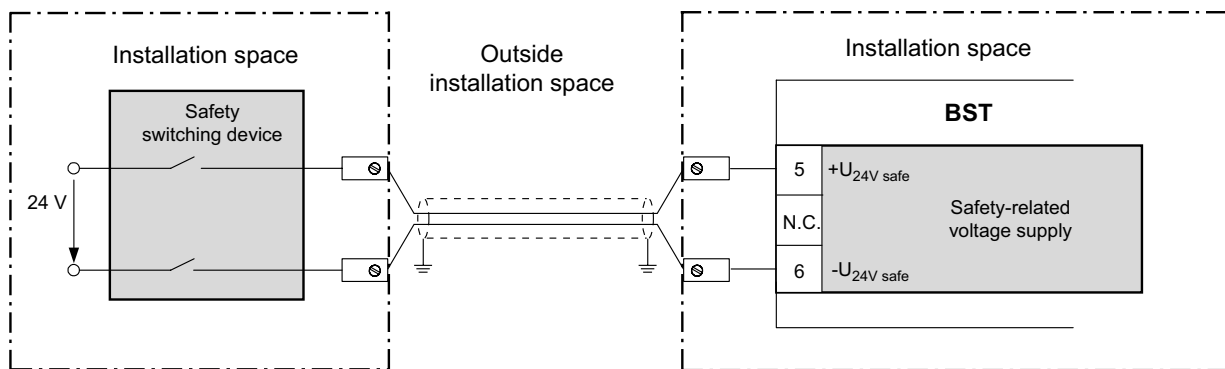 Installation space
Safety
switching device
24 V
Outside
installation space
Installation space
BST
5
+U24V safe
N.C.
Safety-related
voltage supply
6
-U24V safe